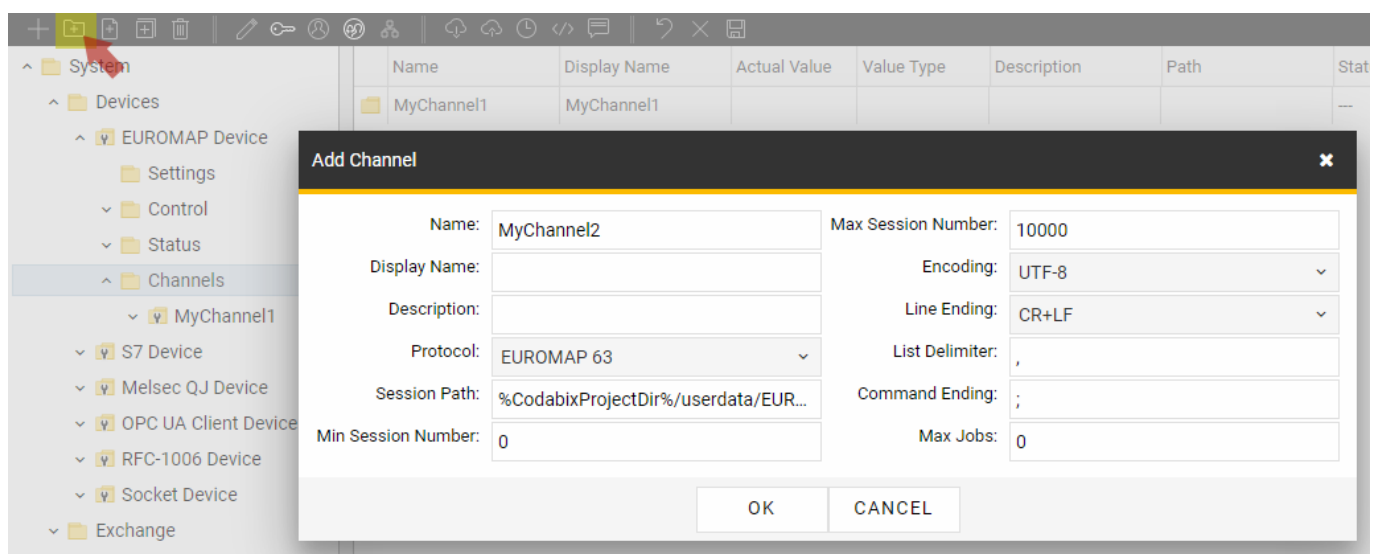 Name Display Name Actual Value Value Type Description Path Stat
System
Devices
EUROMAP Device
Settings
Control
Status
Channels
MyChannel1
S7 Device
Melsec QJ Device
OPC UA Client Device
RFC-1006 Device
Socket Device
Exchange
MyChannel1 MyChannel1 ---
Add Channel
Name: MyChannel2
Display Name:
Description:
Protocol: EUROMAP 63
Session Path: %CodabixProjectDir%/userdata/EUR...
Min Session Number: 0
Max Session Number: 10000
Encoding: UTF-8
Line Ending: CR+LF
List Delimiter: ,
Command Ending: ;
Max Jobs: 0
OK CANCEL